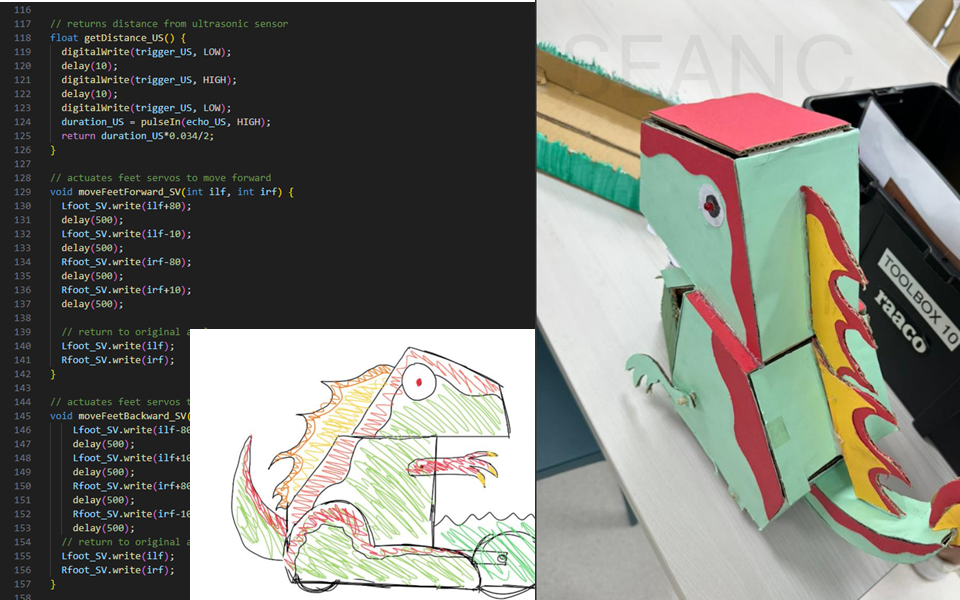 116
117 // returns distance from ultrasonic sensor
118 float getDistance_US() {
119 digitalWrite(trigger_US, LOW);
120 delay(10);
121 digitalWrite(trigger_US, HIGH);
122 delay(10);
123 digitalWrite(trigger_US, LOW);
124 duration_US = pulseIn(echo_US, HIGH);
125 return duration_US*0.034/2;
126 }
127
128 // actuates feet servos to move forward
129 void moveFeetForward_SV(int ilf, int irf) {
130 Lfoot_SV.write(ilf+80);
131 delay(500);
132 Lfoot_SV.write(ilf-10);
133 delay(500);
134 Rfoot_SV.write(irf-80);
135 delay(500);
136 Rfoot_SV.write(irf+10);
137 delay(500);
138
139 // return to original
140 Lfoot_SV.write(ilf);
141 Rfoot_SV.write(irf);
142 }
143
144 // actuates feet servos
145 void moveFeetBackward_SV(
146 Lfoot_SV.write(ilf-80
147 delay(500);
148 Lfoot_SV.write(ilf+10
149 delay(500);
150 Rfoot_SV.write(irf+80
151 delay(500);
152 Rfoot_SV.write(irf-10
153 delay(500);
154 // return to original
155 Lfoot_SV.write(ilf);
156 Rfoot_SV.write(irf);
157 }
158
SEANC
TOOLBOX 10
raaco